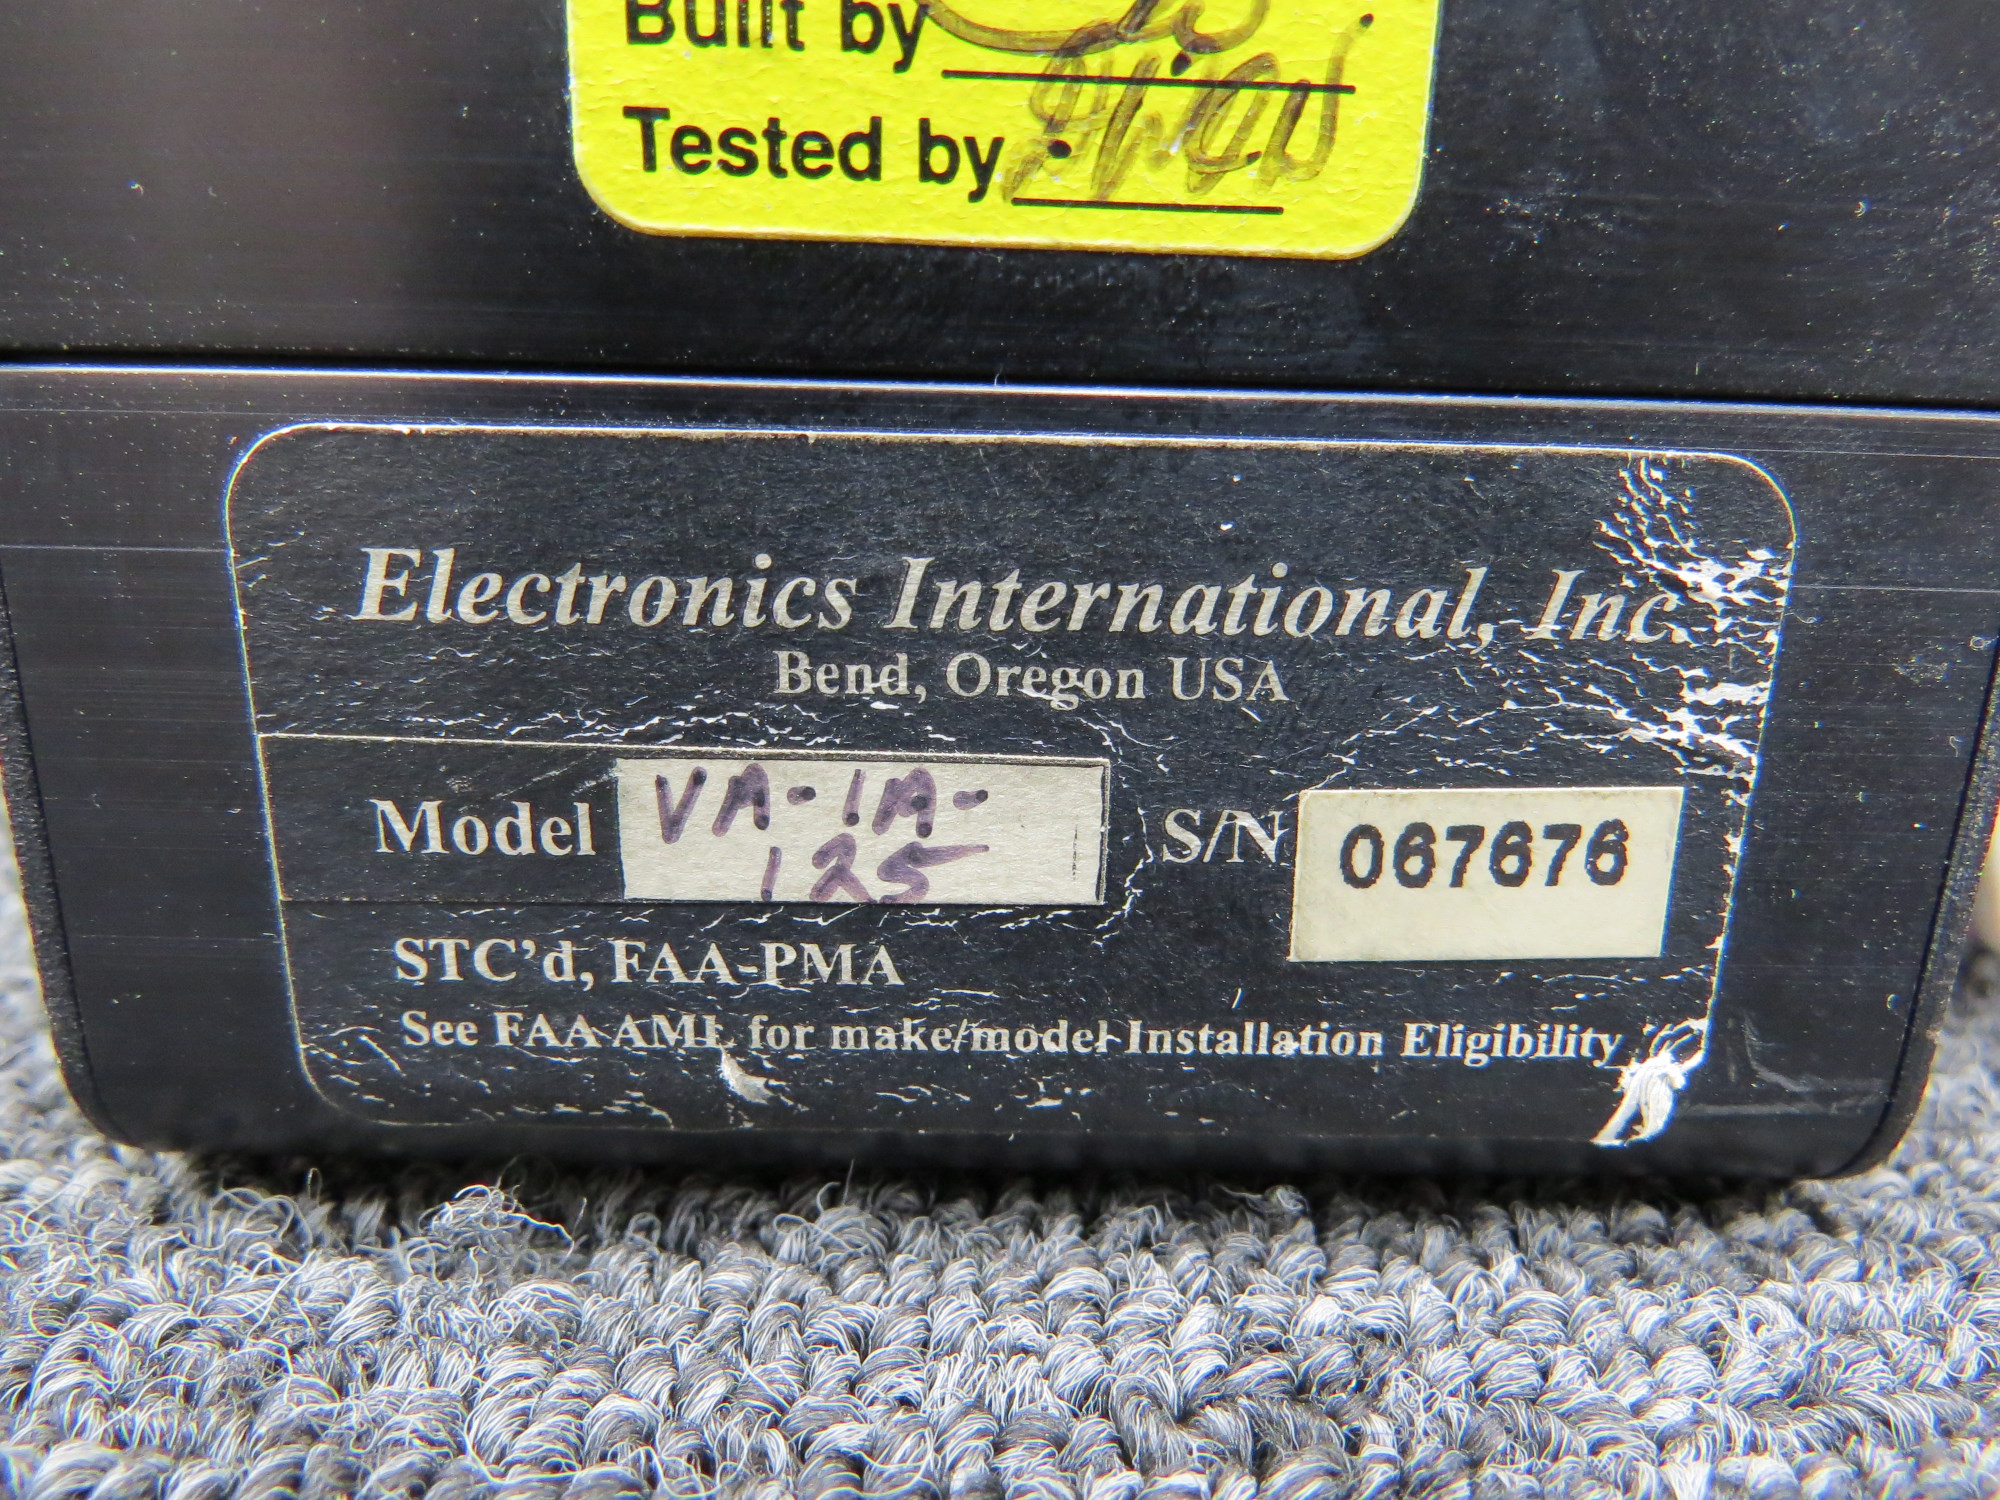 Built by
Tested by
Electronics International, Inc.
Bend, Oregon USA
Model VA-1A-
125
S/N 067676
STC'd, FAA-PMA
See FAA AML for make/model Installation Eligibility